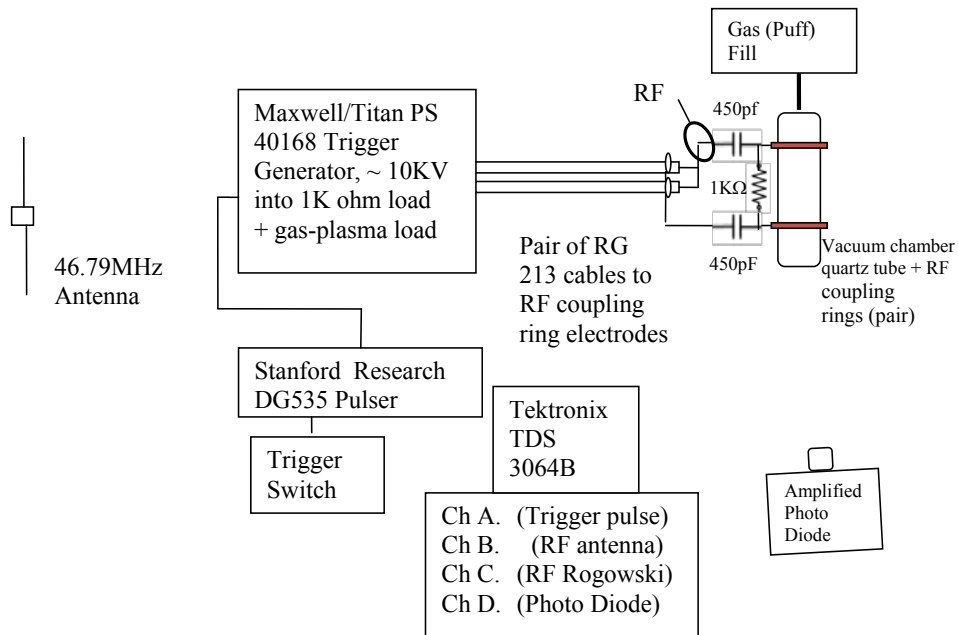 Gas (Puff)
Fill
Maxwell/Titan PS
40168 Trigger
Generator, ~ 10KV
into 1K ohm load
+ gas-plasma load
RF
450pf
1KΩ
450pF
46.79MHz
Antenna
Pair of RG
213 cables to
RF coupling
ring electrodes
Vacuum chamber
quartz tube + RF
coupling
rings (pair)
Stanford Research
DG535 Pulser
Trigger
Switch
Tektronix
TDS
3064B
Ch A. (Trigger pulse)
Ch B. (RF antenna)
Ch C. (RF Rogowski)
Ch D. (Photo Diode)
Amplified
Photo
Diode